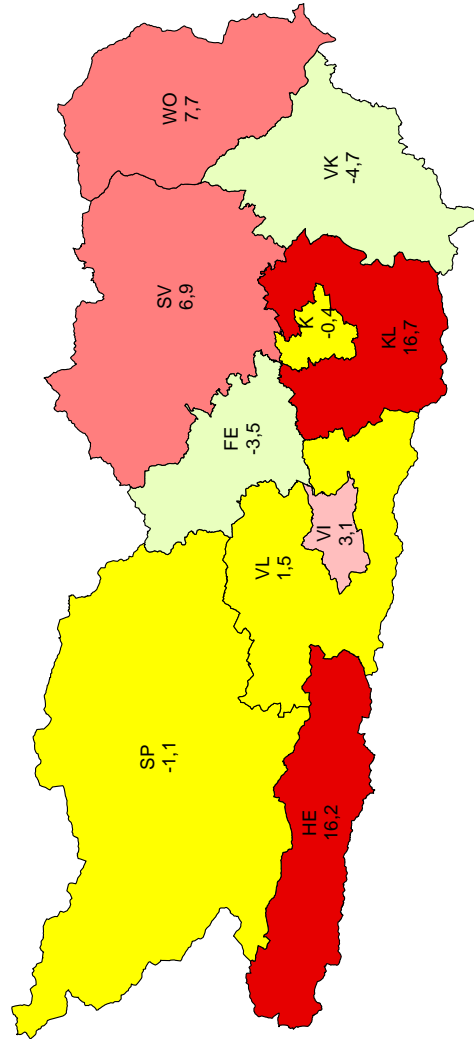 SP
-1,1
HE
16,2
VL
1,5
VI
3,1
FE
-3,5
SV
6,9
K
-0,4
KL
16,7
WO
7,7
VK
-4,7